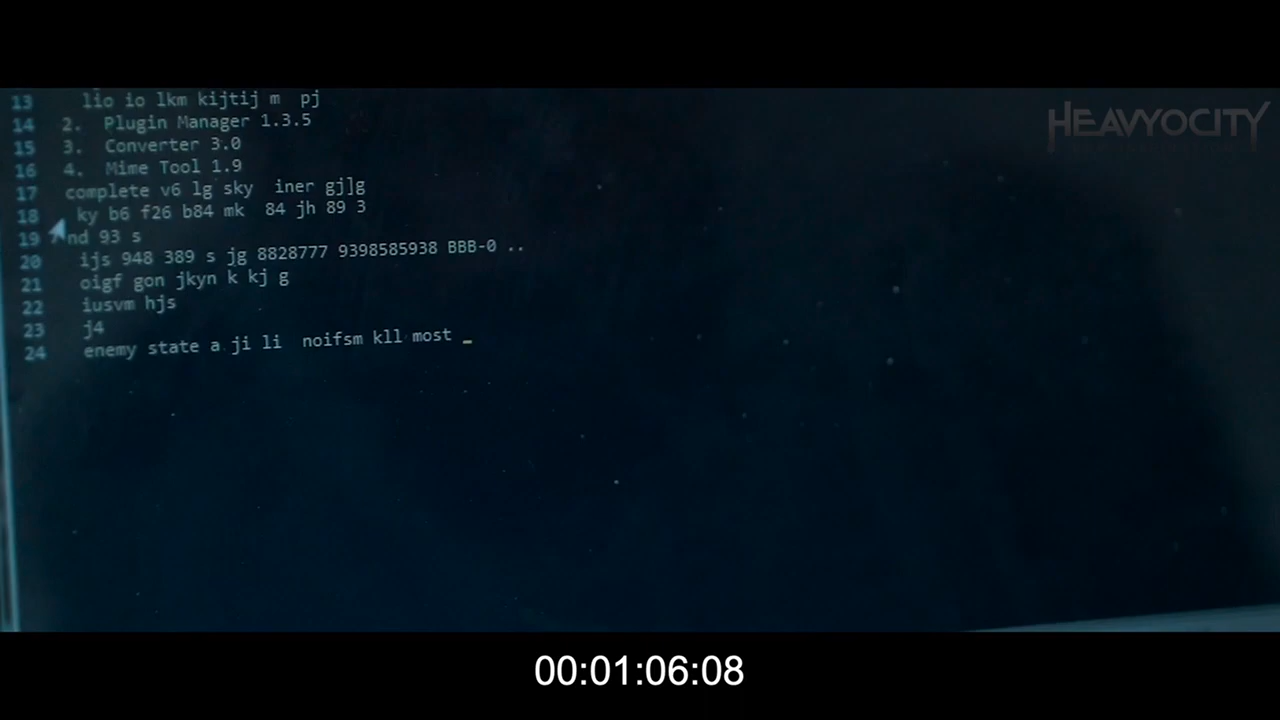 HEAVYOCITY
13 lio io lkm kijtij m pj
14 2. Plugin Manager 1.3.5
15 3. Converter 3.0
16 4. Mime Tool 1.9
17 complete v6 lg sky iner gj]g
18 ky b6 f26 b84 mk 84 jh 89 3
19 nd 93 s
20 ijs 948 389 s jg 8828777 9398585938 BBB-0 ..
21 oigf gon jkyn k kj g
22 iusvm hjs
23 j4
24 enemy state a ji li noifsm kll most _
00:01:06:08